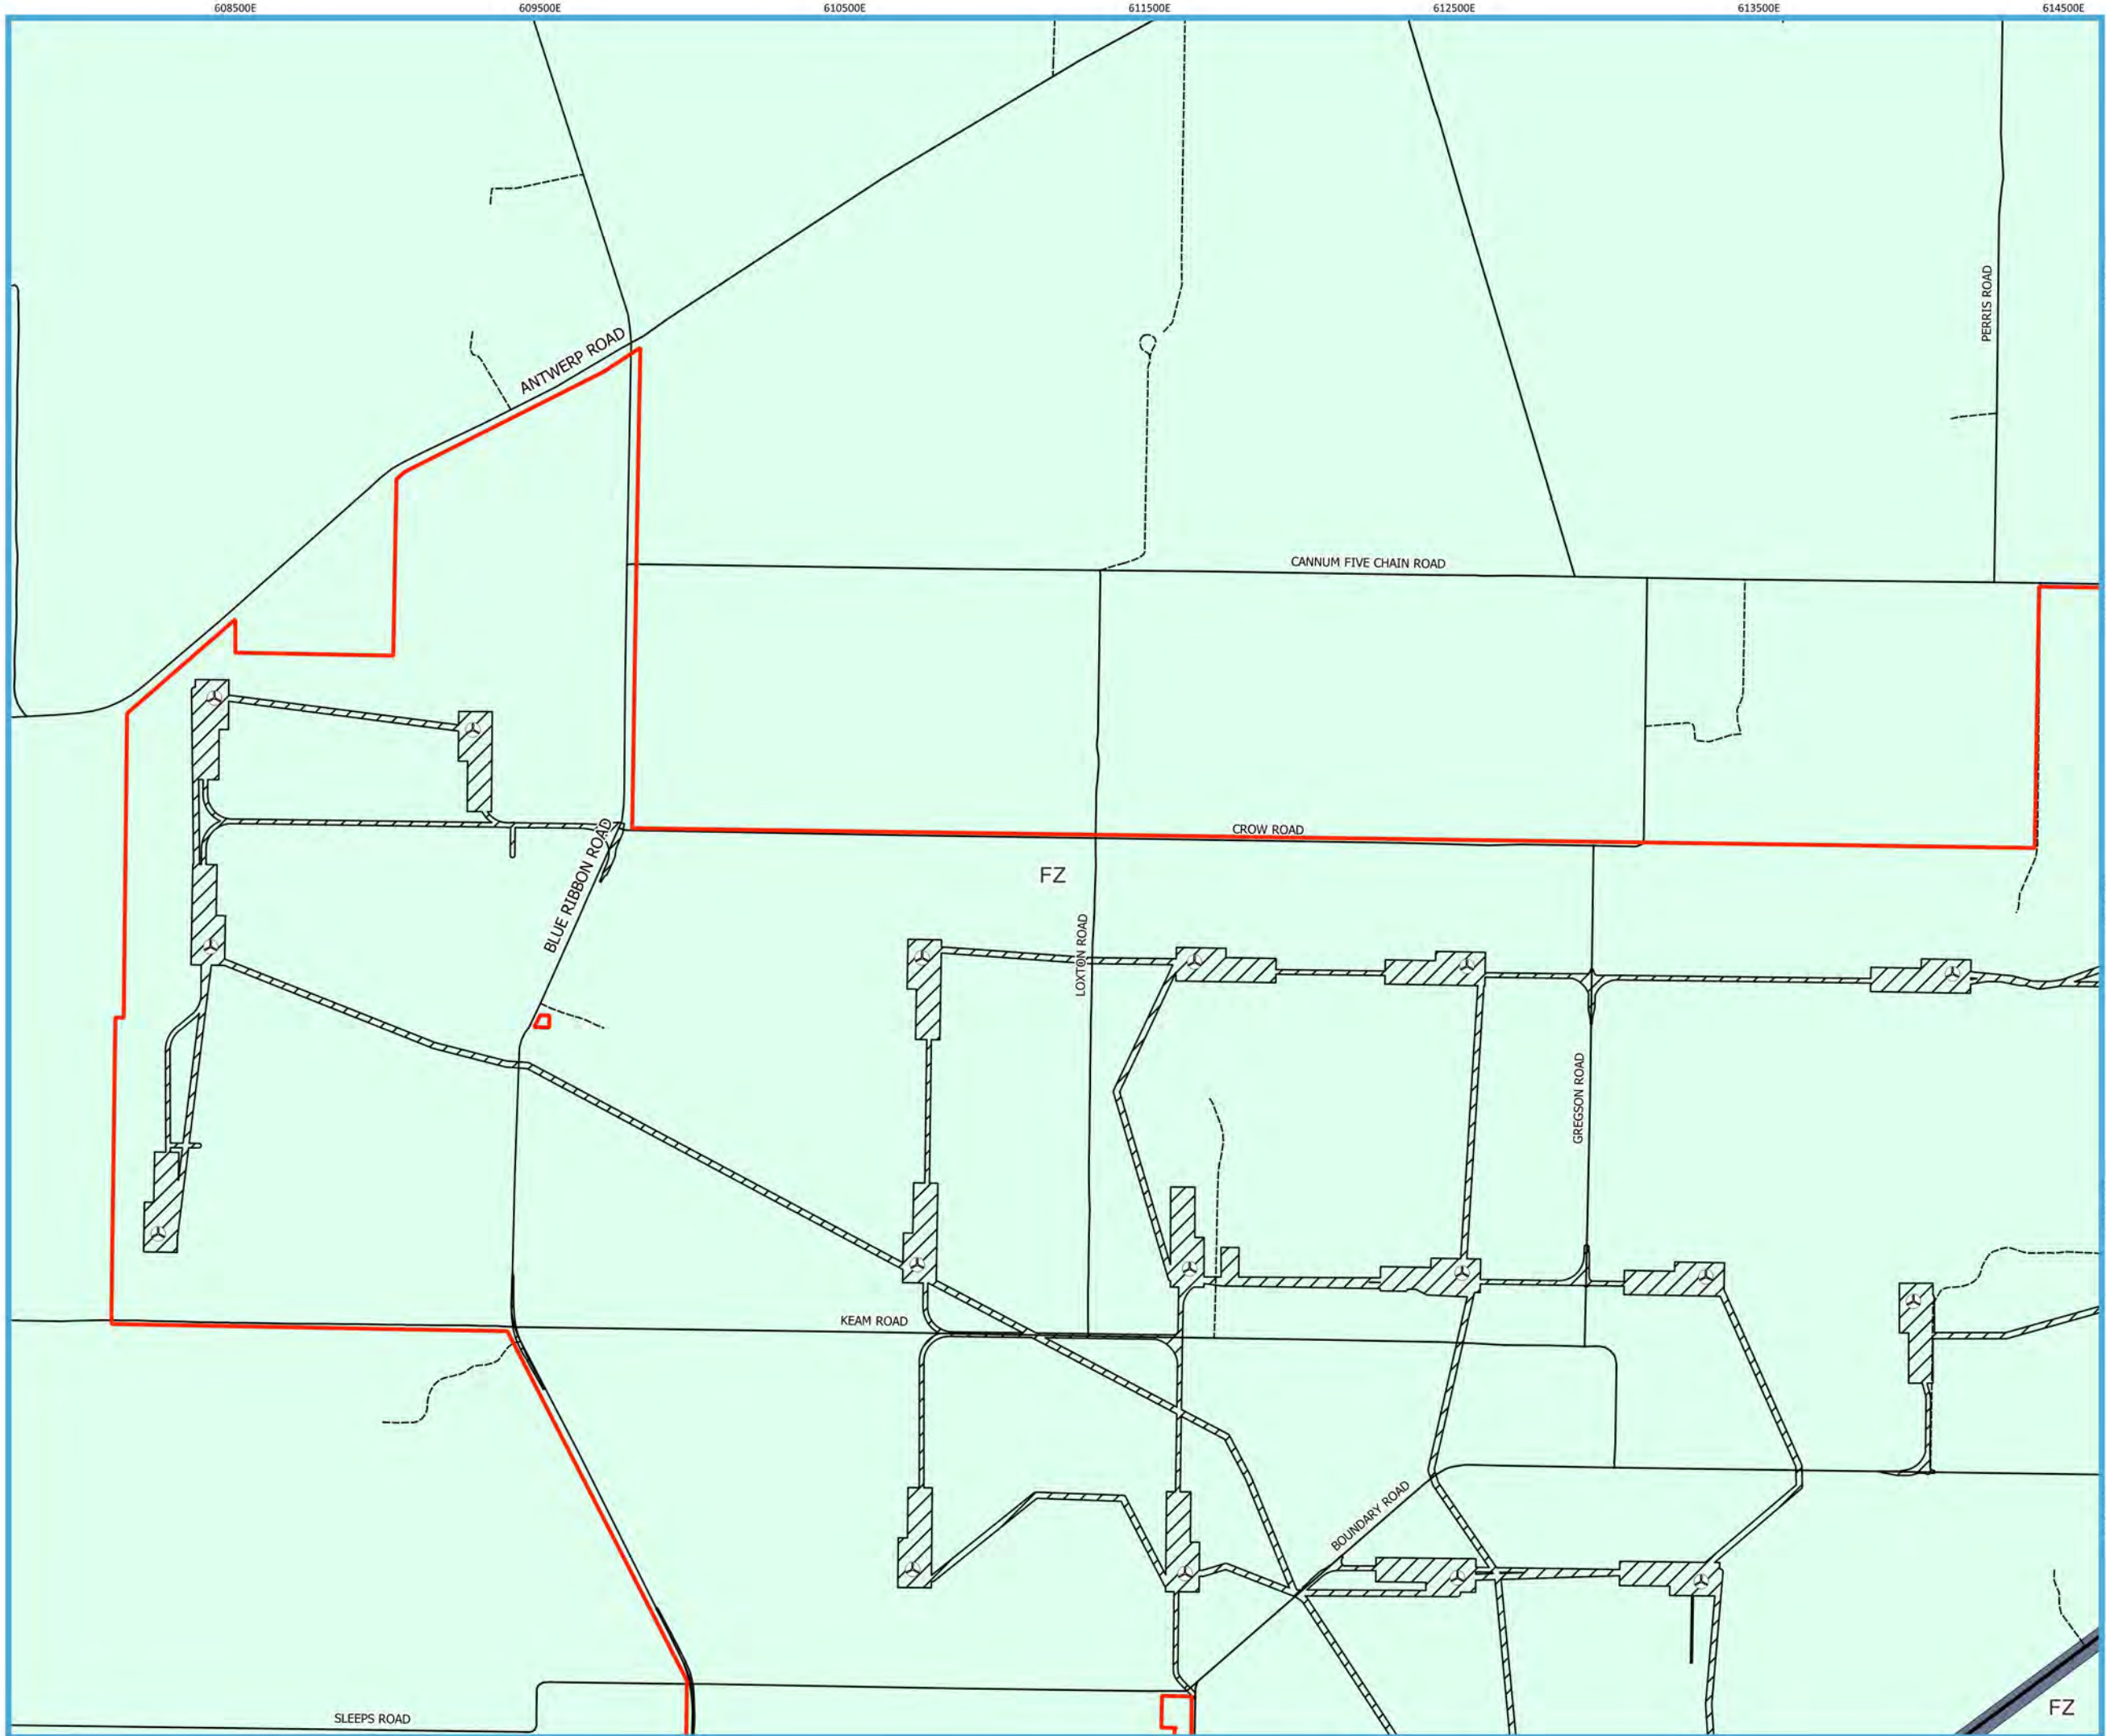 608500E 609500E 610500E 611500E 612500E 613500E 614500E
PERRIS ROAD
ANTWERP ROAD
CANNUM FIVE CHAIN ROAD
CROW ROAD
BLUE RIBBON ROAD
FZ
LOXTON ROAD
GREGSON ROAD
KEAM ROAD
BOUNDARY ROAD
FZ
SLEEPS ROAD